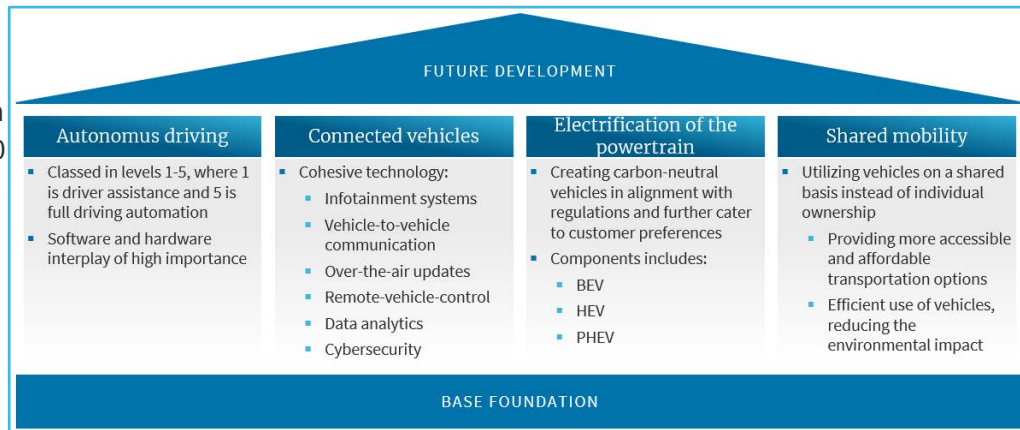 FUTURE DEVELOPMENT
Autonomus driving
Classed in levels 1-5, where 1
is driver assistance and 5 is
full driving automation
Software and hardware
interplay of high importance
Connected vehicles
Cohesive technology:
Infotainment systems
Vehicle-to-vehicle
communication
Over-the-air updates
Remote-vehicle-control
Data analytics
Cybersecurity
Electrification of the
powertrain
Creating carbon-neutral
vehicles in alignment with
regulations and further cater
to customer preferences
Components includes:
BEV
HEV
PHEV
Shared mobility
Utilizing vehicles on a shared
basis instead of individual
ownership
Providing more accessible
and affordable
transportation options
Efficient use of vehicles,
reducing the
environmental impact
BASE FOUNDATION